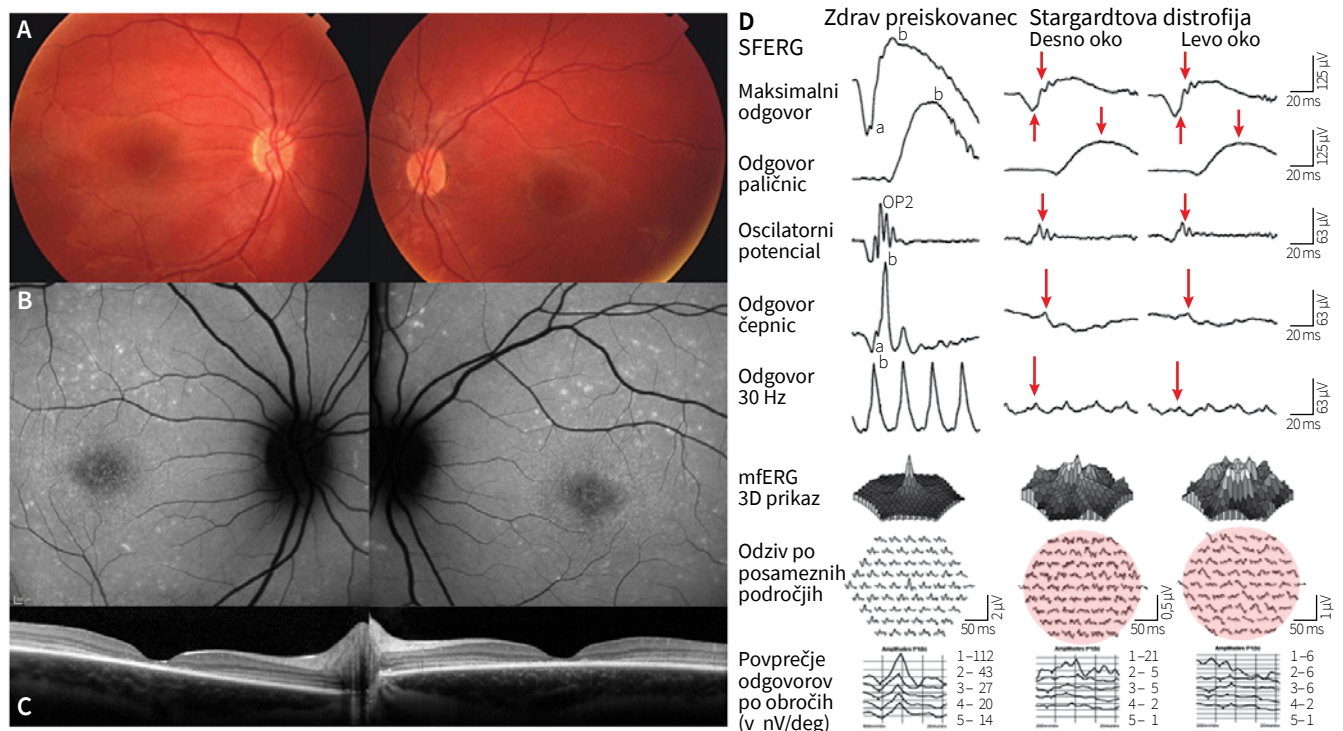 A
B
C
D
Zdrav preiskovanec
Stargardtova distrofija
SFERG
Desno oko
Levo oko
Maksimalni
odgovor
b
a
125 µV
20 ms
Odgovor
paličnic
b
125 µV
20 ms
Oscilatorni
potencial
OP2
63 µV
20 ms
Odgovor
čepnic
b
a
63 µV
20 ms
Odgovor
30 Hz
b
63 µV
20 ms
mfERG
3D prikaz
Odziv po
posameznih
področjih
2 µV
50 ms
0,5 µV
50 ms
1 µV
50 ms
Povprečje
odgovorov
po obročih
(v nV/deg)
1 – 112
2 – 43
3 – 27
4 – 20
5 – 14
1 – 21
2 – 5
3 – 5
4 – 2
5 – 1
1 – 6
2 – 6
3 – 6
4 – 2
5 – 1